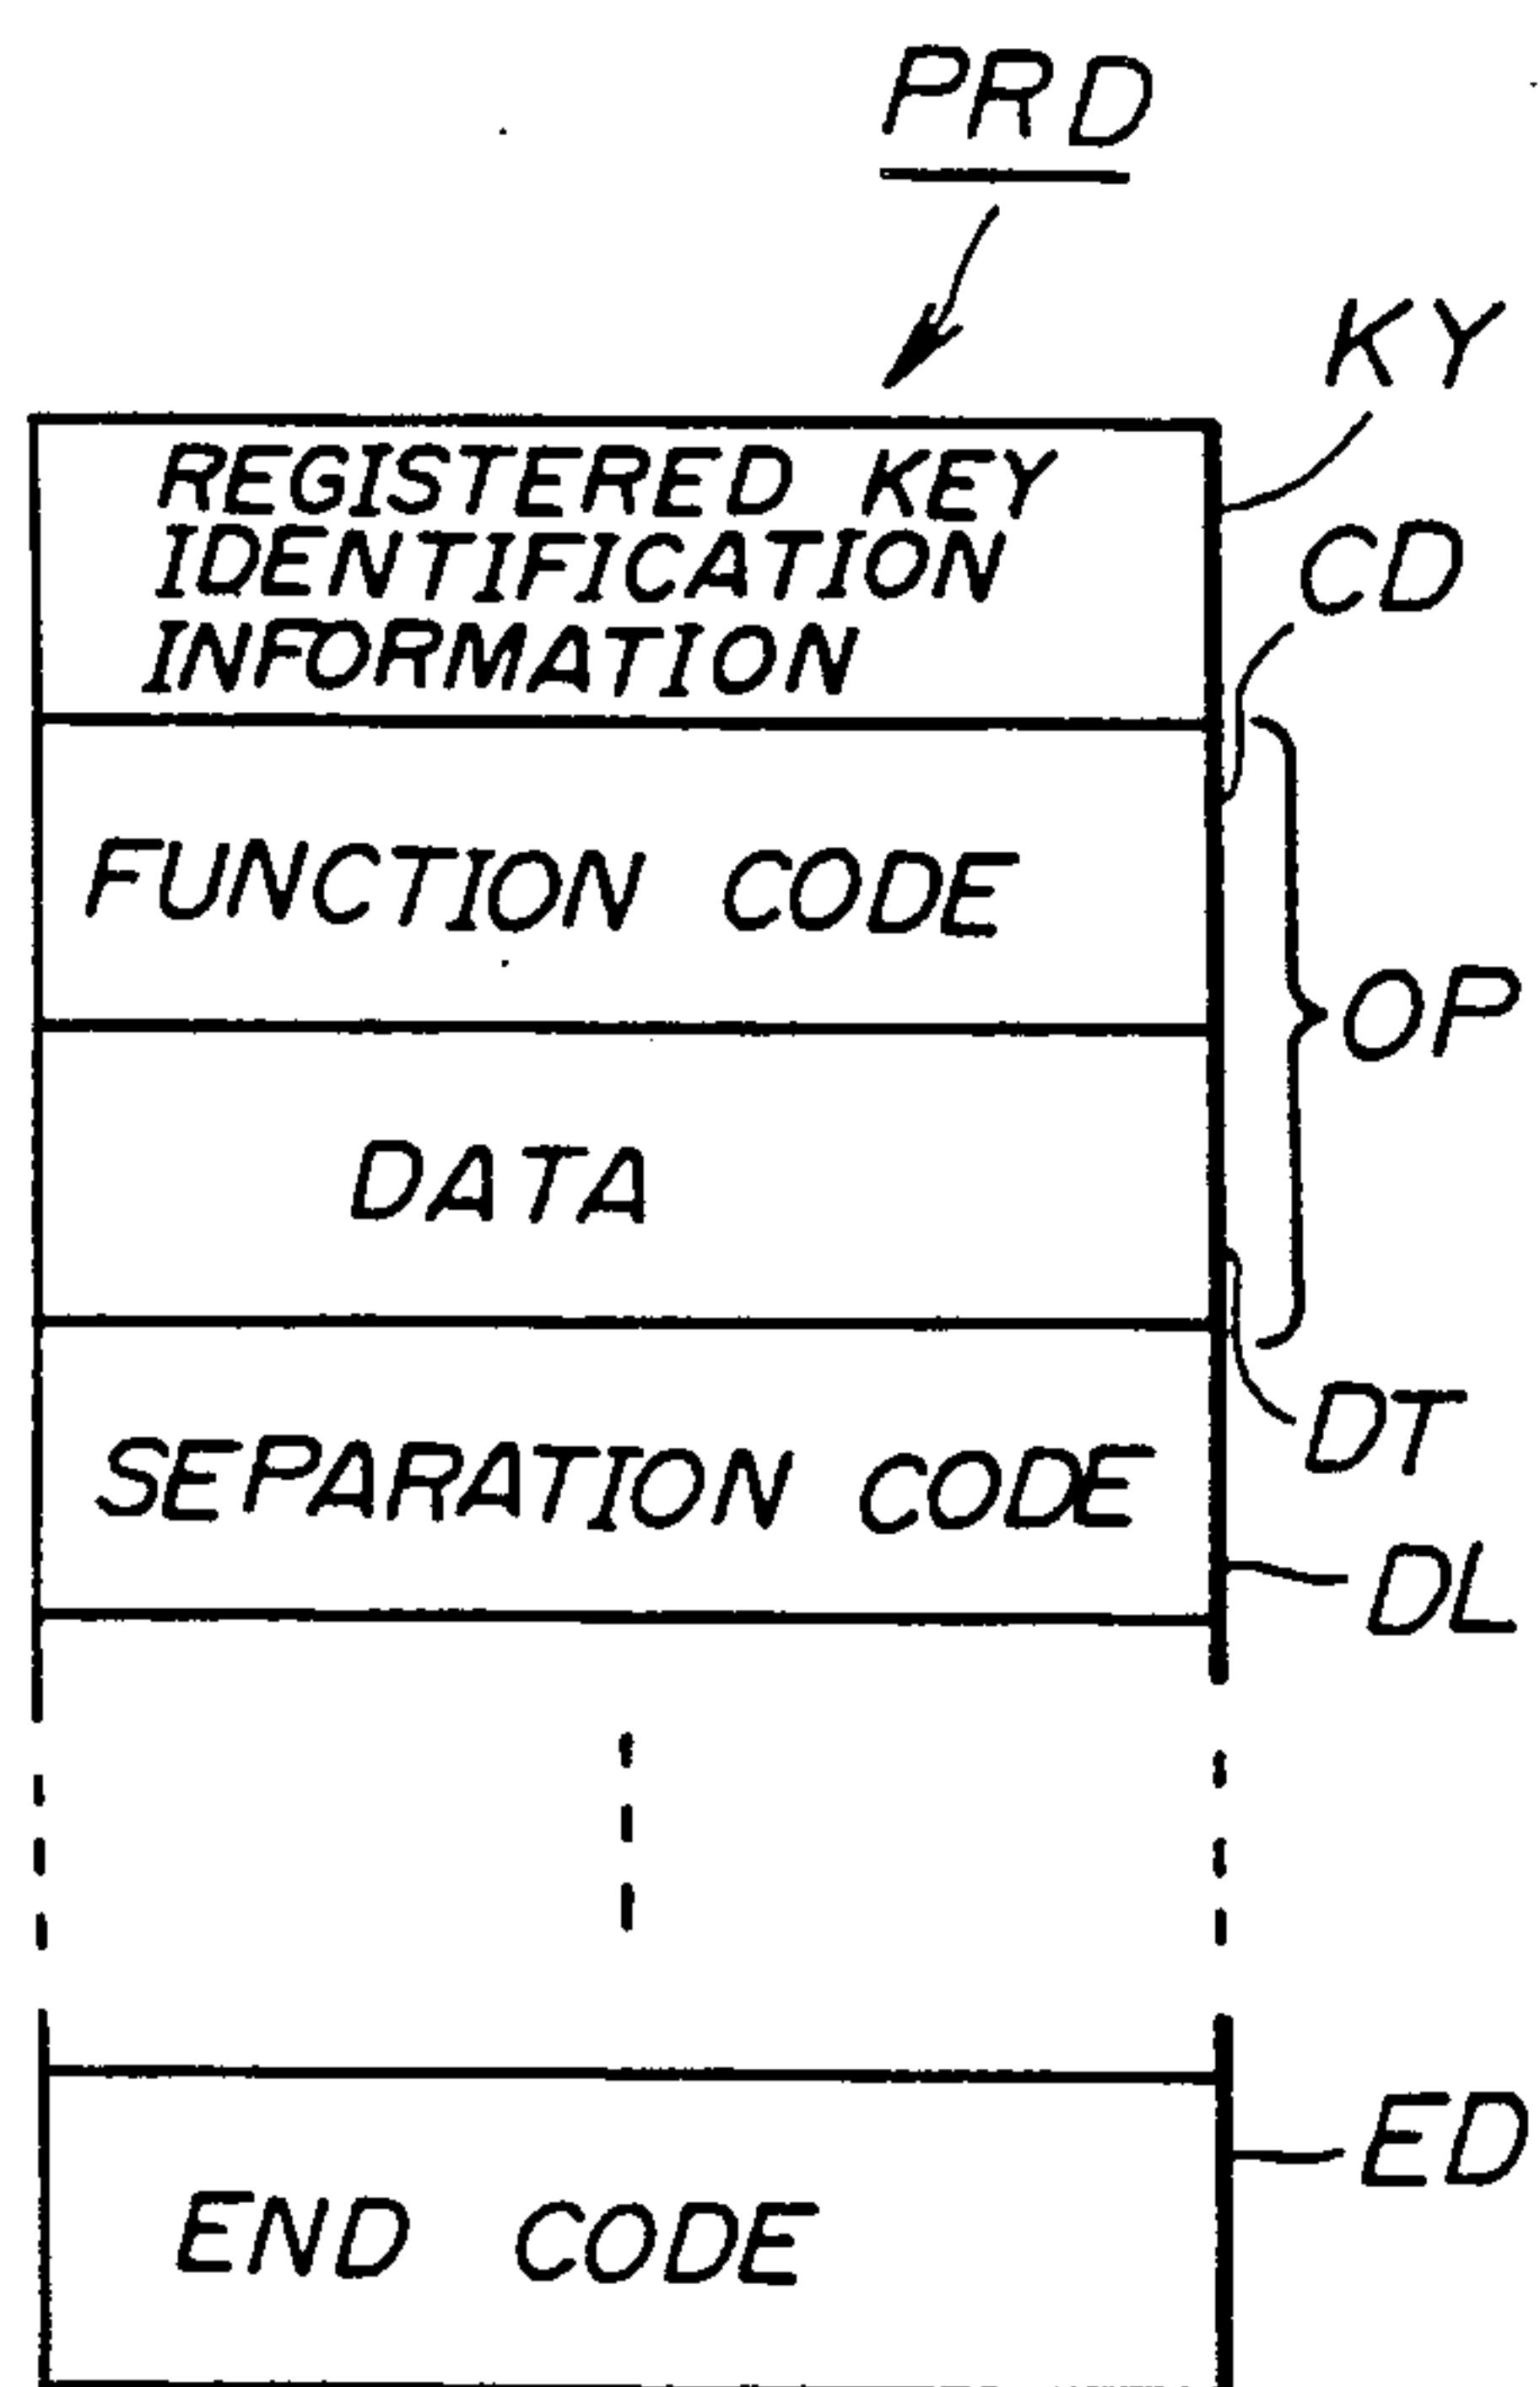 PRD
KY
REGISTERED KEY
IDENTIFICATION
INFORMATION
CD
FUNCTION CODE
OP
DATA
DT
SEPARATION CODE
DL
ED
END CODE